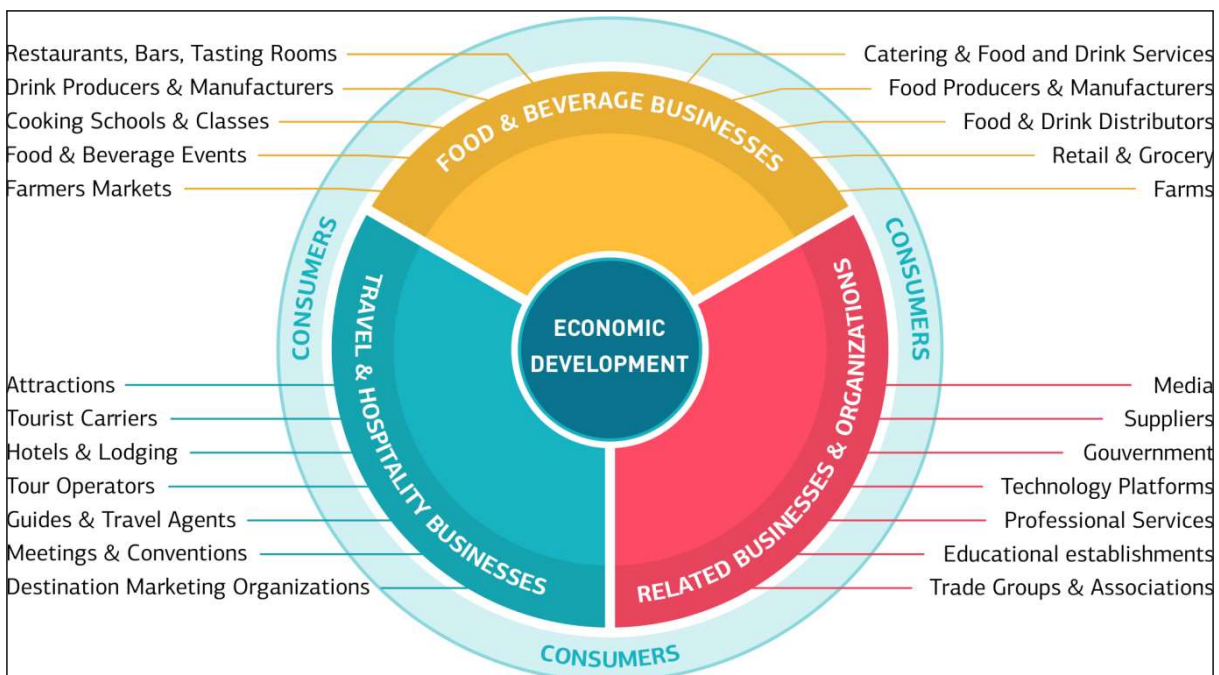 Restaurants, Bars, Tasting Rooms
Drink Producers & Manufacturers
Cooking Schools & Classes
Food & Beverage Events
Farmers Markets
Catering & Food and Drink Services
Food Producers & Manufacturers
Food & Drink Distributors
Retail & Grocery
Farms
FOOD & BEVERAGE BUSINESSES
CONSUMERS
CONSUMERS
ECONOMIC
DEVELOPMENT
TRAVEL & HOSPITALITY BUSINESSES
RELATED BUSINESSES & ORGANIZATIONS
Attractions
Tourist Carriers
Hotels & Lodging
Tour Operators
Guides & Travel Agents
Meetings & Conventions
Destination Marketing Organizations
Media
Suppliers
Gouvernment
Technology Platforms
Professional Services
Educational establishments
Trade Groups & Associations
CONSUMERS